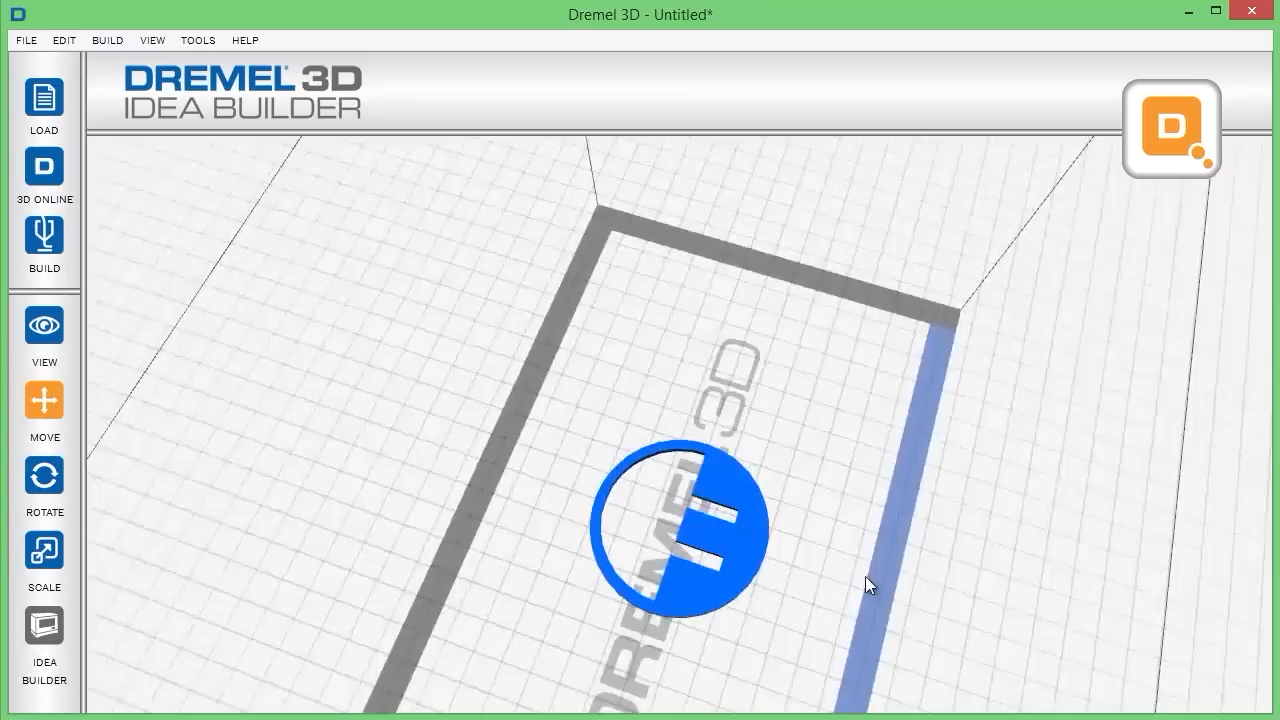 Dremel 3D - Untitled*
FILE EDIT BUILD VIEW TOOLS HELP
DREMEL 3D
IDEA BUILDER
D
LOAD
D
3D ONLINE
BUILD
VIEW
MOVE
ROTATE
SCALE
IDEA
BUILDER
DREMEL 3D